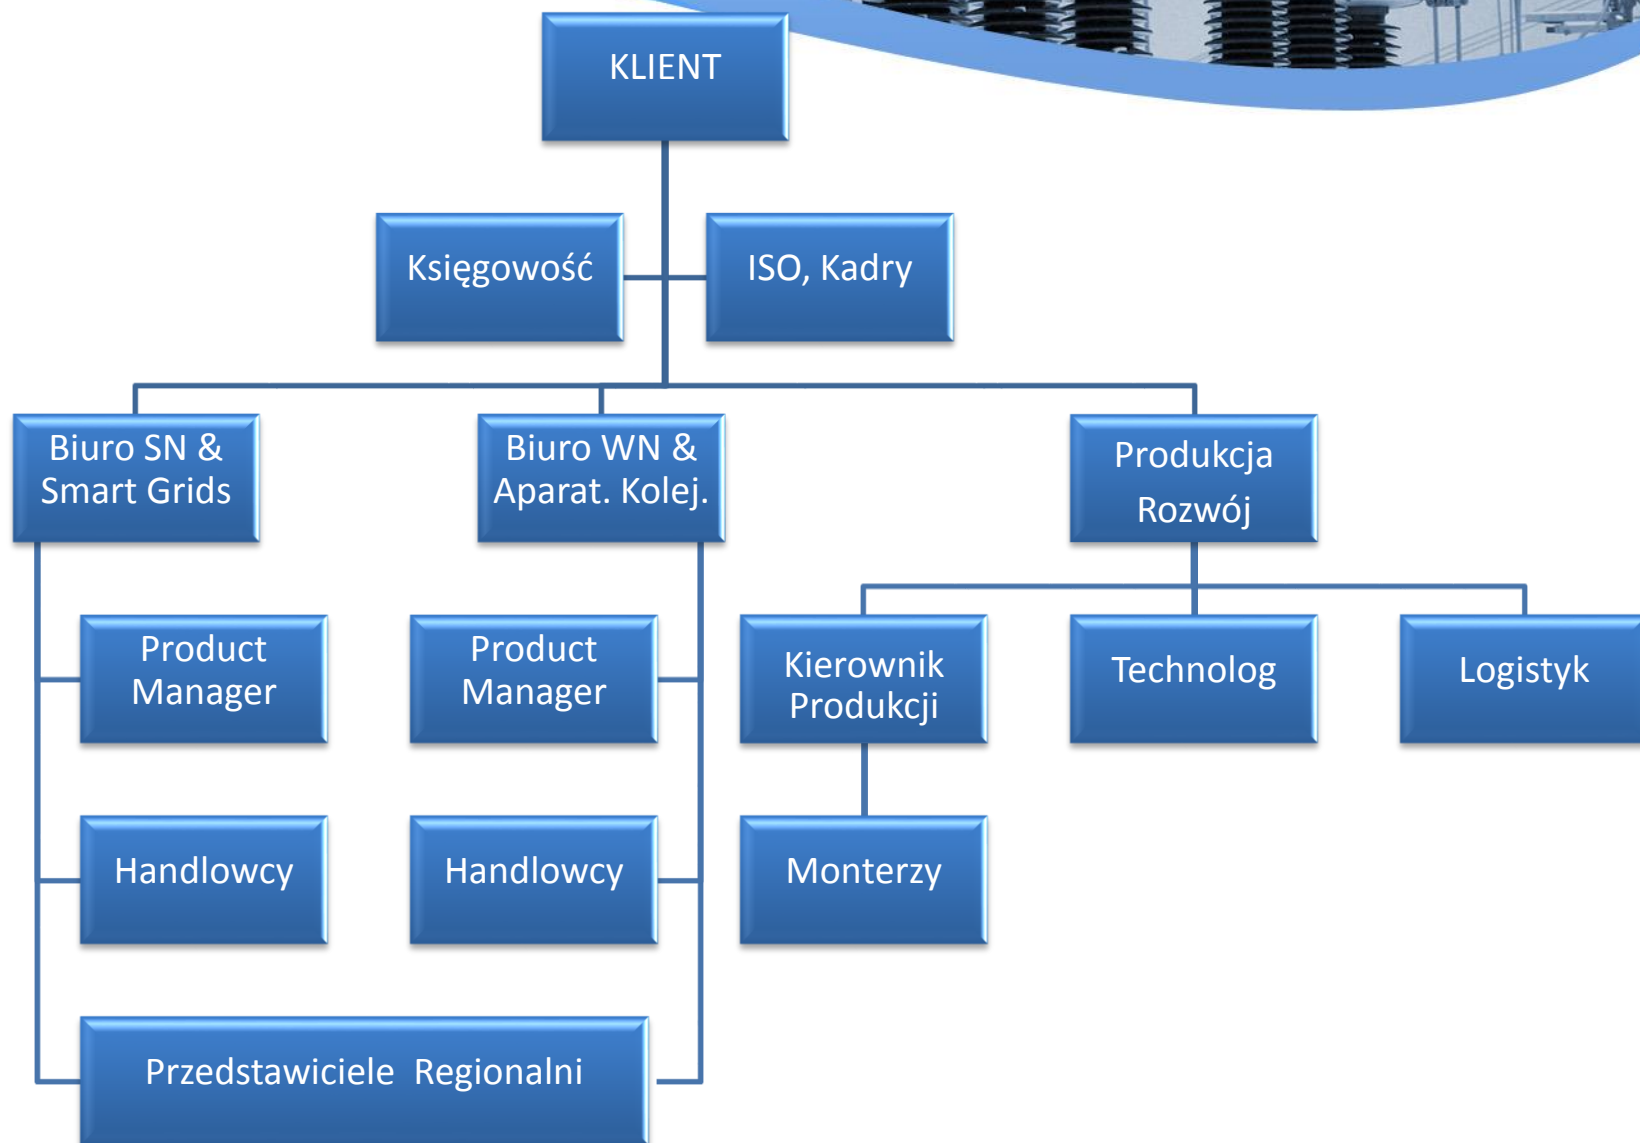 KLIENT
Księgowość
ISO, Kadry
Biuro SN &
Smart Grids
Biuro WN &
Aparat. Kolej.
Produkcja
Rozwój
Product
Manager
Product
Manager
Kierownik
Produkcji
Technolog
Logistyk
Handlowcy
Handlowcy
Monterzy
Przedstawiciele Regionalni